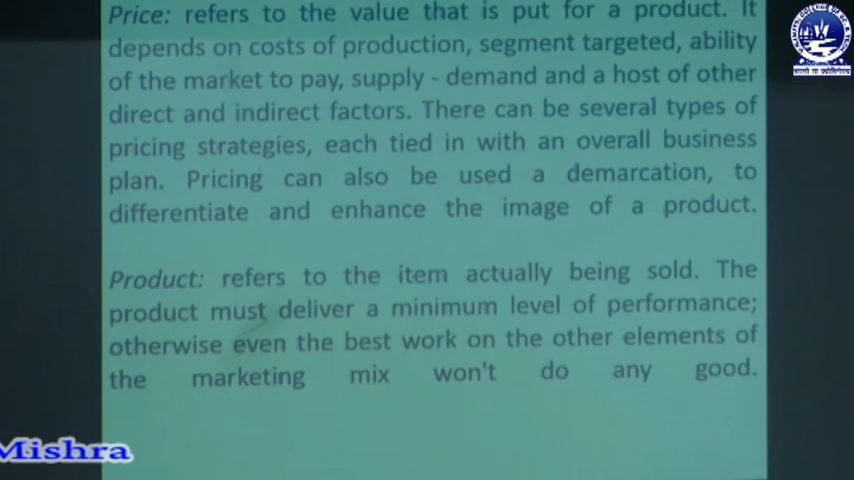 Price: refers to the value that is put for a product. It
depends on costs of production, segment targeted, ability
of the market to pay, supply - demand and a host of other
direct and indirect factors. There can be several types of
pricing strategies, each tied in with an overall business
plan. Pricing can also be used a demarcation, to
differentiate and enhance the image of a product.
Product: refers to the item actually being sold. The
product must deliver a minimum level of performance;
otherwise even the best work on the other elements of
the marketing mix won't do any good.
Mishra